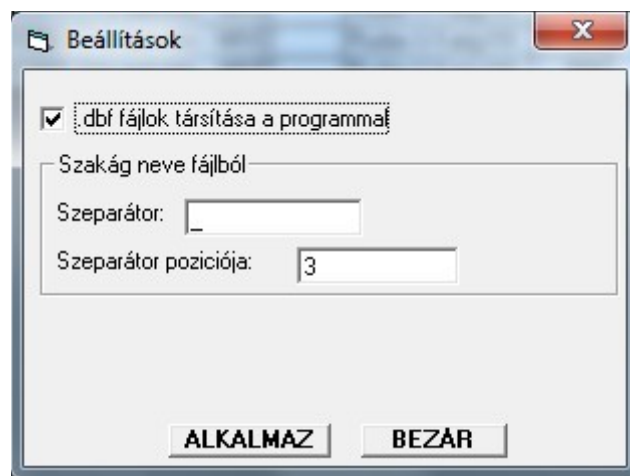 Beállítások
.dbf fájlok társítása a programmal
Szakág neve fájlból
Szeparátor: _
Szeparátor poziciója: 3
ALKALMAZ BEZÁR